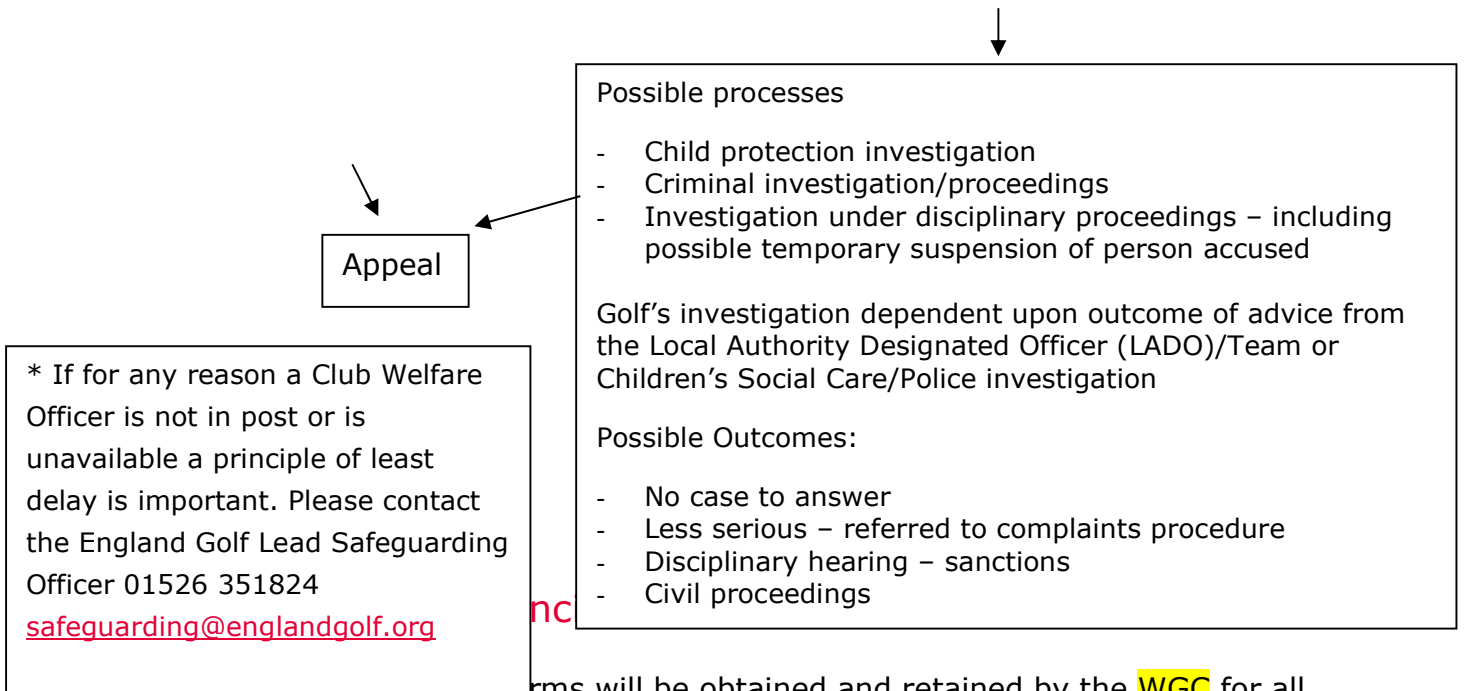 Possible processes
- Child protection investigation
- Criminal investigation/proceedings
- Investigation under disciplinary proceedings – including
possible temporary suspension of person accused
Golf’s investigation dependent upon outcome of advice from
the Local Authority Designated Officer (LADO)/Team or
Children’s Social Care/Police investigation
Possible Outcomes:
- No case to answer
- Less serious – referred to complaints procedure
- Disciplinary hearing – sanctions
- Civil proceedings
Appeal
* If for any reason a Club Welfare
Officer is not in post or is
unavailable a principle of least
delay is important. Please contact
the England Golf Lead Safeguarding
Officer 01526 351824
safeguarding@englandgolf.org
will be obtained and retained by the WGC for all